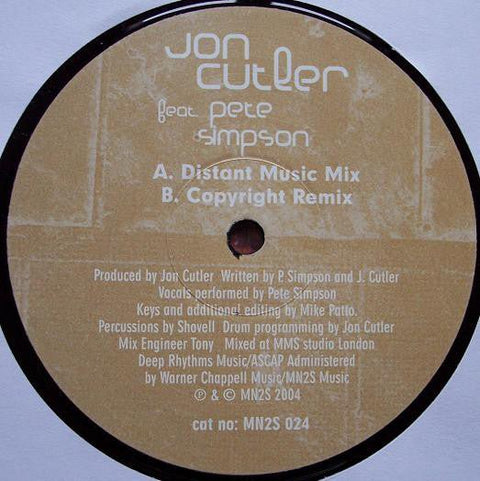 Jon
cutler
feat. pete
simpson
A. Distant Music Mix
B. Copyright Remix
Produced by Jon Cutler Written by P. Simpson and J. Cutler
Vocals performed by Pete Simpson
Keys and additional editing by Mike Patto.
Percussions by Shovell Drum programming by Jon Cutler
Mix Engineer Tony Mixed at MMS studio London
Deep Rhythms Music/ASCAP Administered
by Warner Chappell Music/MN2S Music
℗ & © MN2S 2004
cat no: MN2S 024